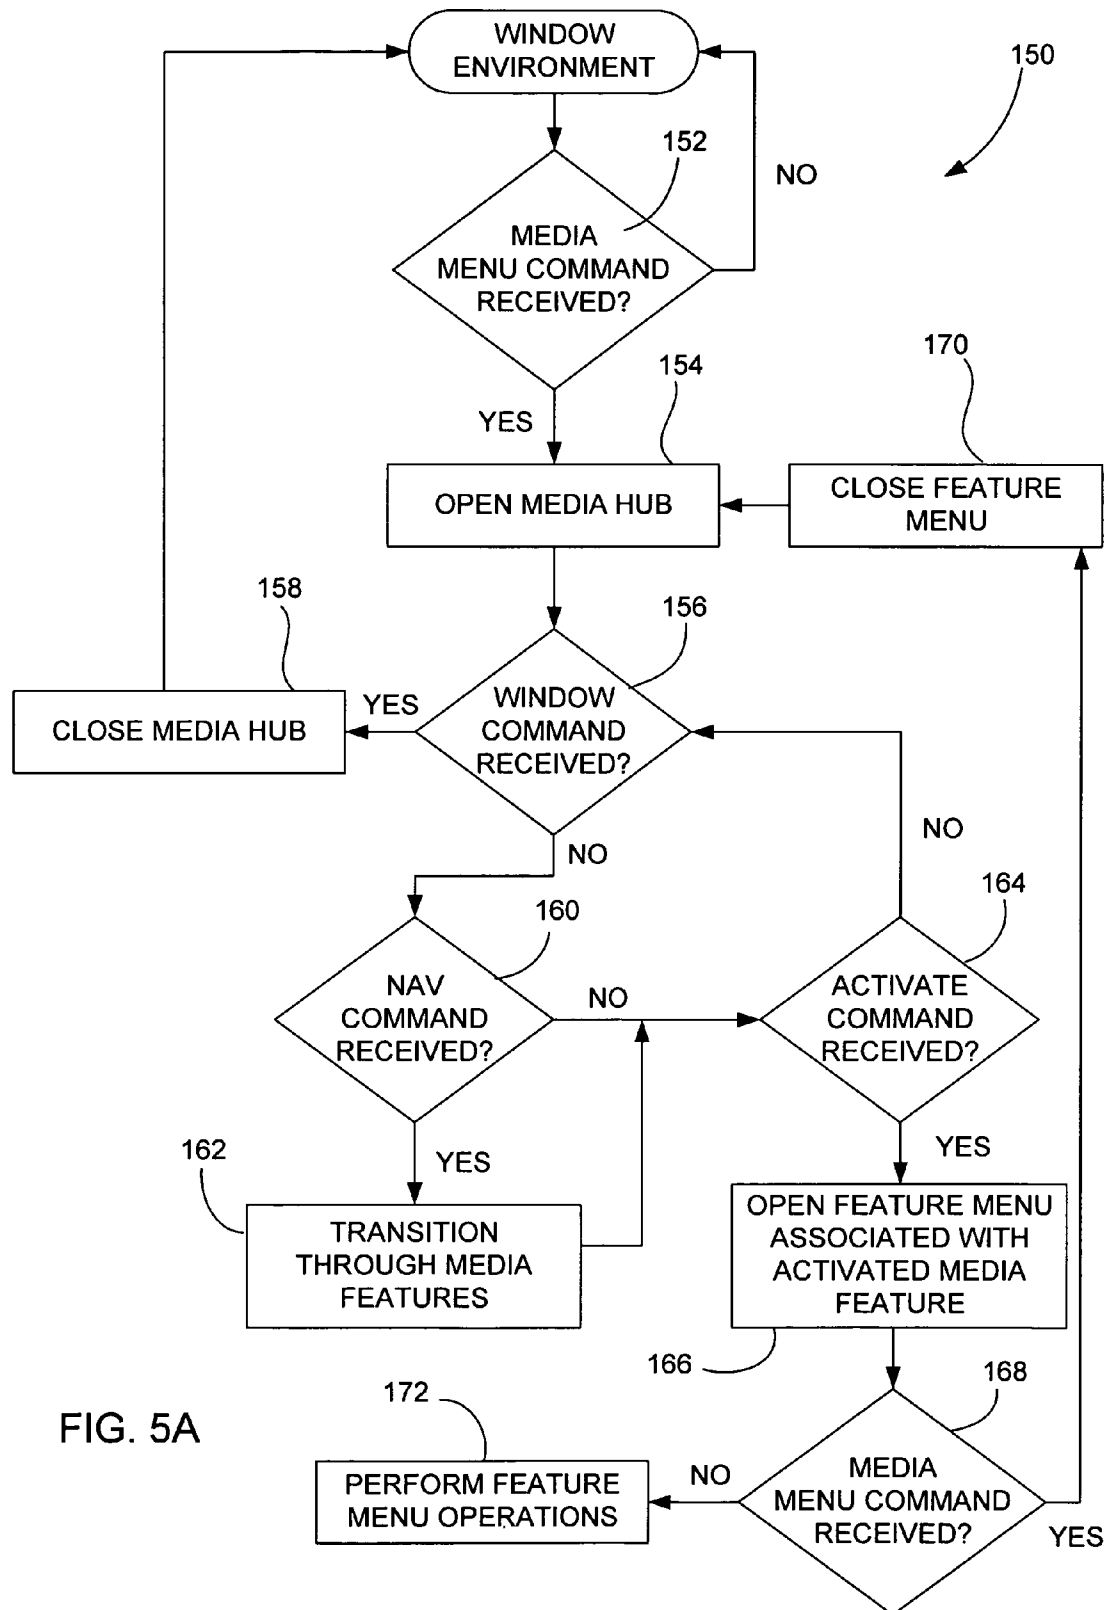 WINDOW
ENVIRONMENT
150
152
NO
MEDIA
MENU COMMAND
RECEIVED?
170
154
YES
CLOSE FEATURE
MENU
OPEN MEDIA HUB
158
156
YES
WINDOW
COMMAND
RECEIVED?
CLOSE MEDIA HUB
NO
NO
164
160
NAV
COMMAND
RECEIVED?
NO
ACTIVATE
COMMAND
RECEIVED?
YES
YES
162
TRANSITION
THROUGH MEDIA
FEATURES
OPEN FEATURE MENU
ASSOCIATED WITH
ACTIVATED MEDIA
FEATURE
166
168
172
FIG. 5A
NO
MEDIA
MENU COMMAND
RECEIVED?
YES
PERFORM FEATURE
MENU OPERATIONS